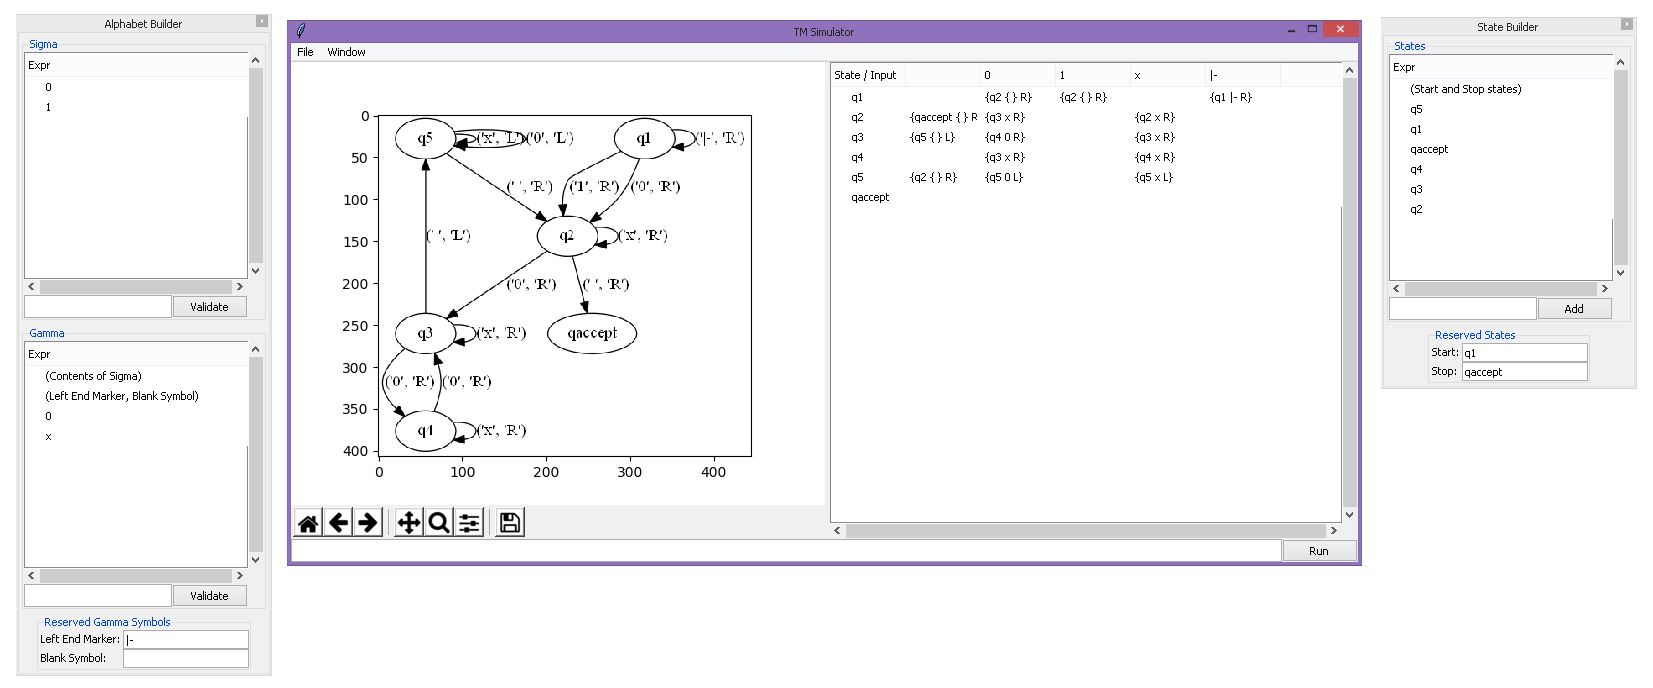 Alphabet Builder
Sigma
Expr
0
1
Validate
Gamma
Expr
(Contents of Sigma)
(Left End Marker, Blank Symbol)
0
x
Validate
Reserved Gamma Symbols
Left End Marker: |-
Blank Symbol:
TM Simulator
File Window
0
50
100
150
200
250
300
350
400
0 100 200 300 400
q5 ('x', 'L') ('0', 'L') q1 ('|-', 'R')
(' ', 'R') ('1', 'R') ('0', 'R')
(' ', 'L') q2 ('x', 'R')
('0', 'R') (' ', 'R')
q3 ('x', 'R') qaccept
('0', 'R') ('0', 'R')
q4 ('x', 'R')
State / Input 0 1 x |-
q1 {q2 { } R} {q2 { } R} {q1 |- R}
q2 {qaccept { } R {q3 x R} {q2 x R}
q3 {q5 { } L} {q4 0 R} {q3 x R}
q4 {q3 x R} {q4 x R}
q5 {q2 { } R} {q5 0 L} {q5 x L}
qaccept
Run
State Builder
States
Expr
(Start and Stop states)
q5
q1
qaccept
q4
q3
q2
Add
Reserved States
Start: q1
Stop: qaccept